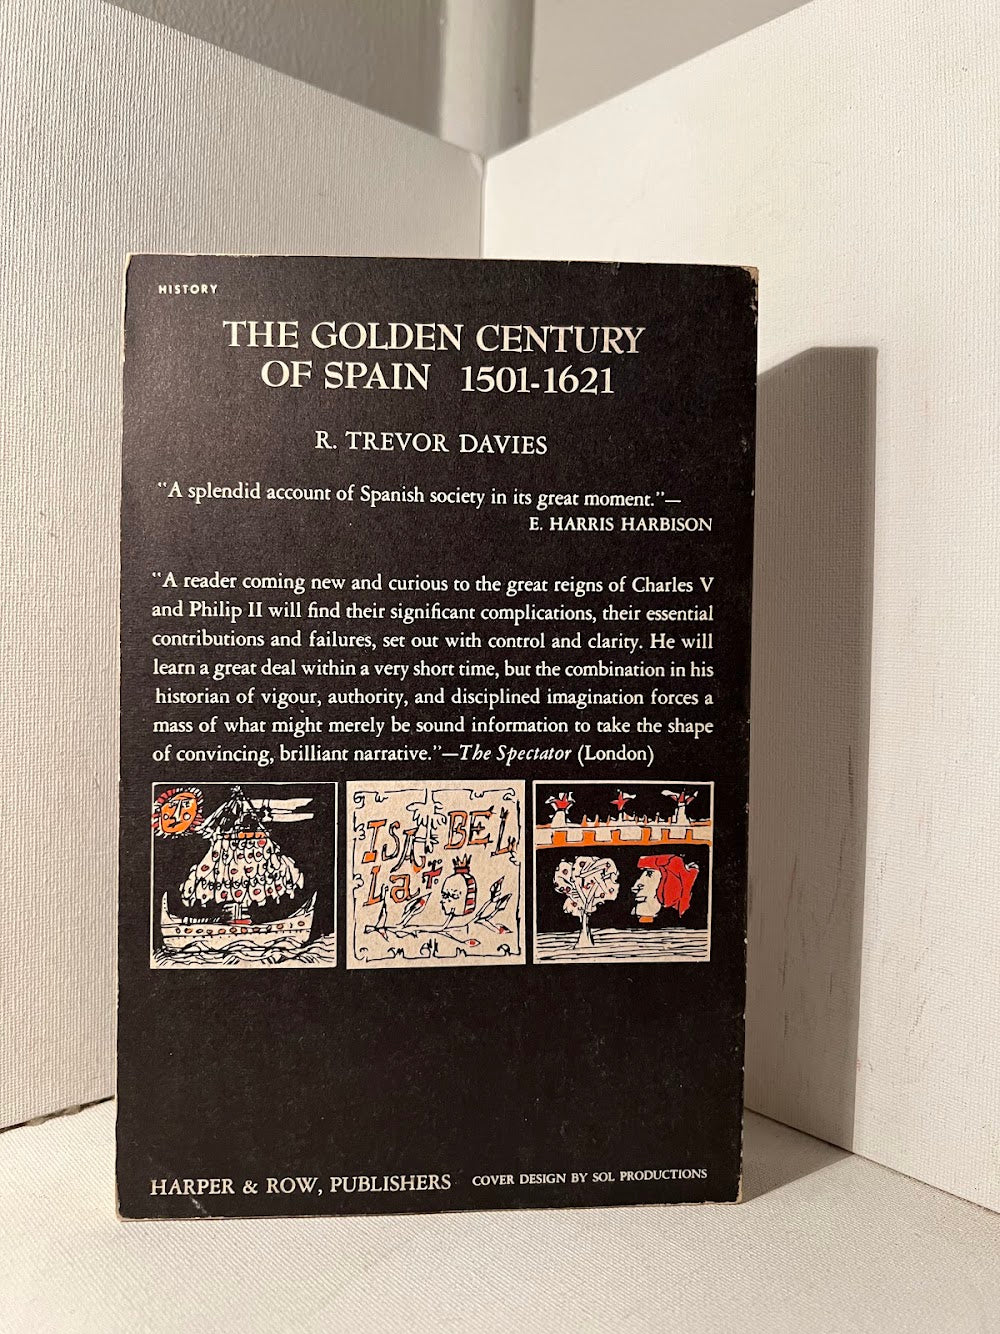 HISTORY
THE GOLDEN CENTURY
OF SPAIN 1501-1621
R. TREVOR DAVIES
"A splendid account of Spanish society in its great moment."—
E. HARRIS HARBISON
"A reader coming new and curious to the great reigns of Charles V
and Philip II will find their significant complications, their essential
contributions and failures, set out with control and clarity. He will
learn a great deal within a very short time, but the combination in his
historian of vigour, authority, and disciplined imagination forces a
mass of what might merely be sound information to take the shape
of convincing, brilliant narrative."—The Spectator (London)
ISABEL
La
HARPER & ROW, PUBLISHERS COVER DESIGN BY SOL PRODUCTIONS